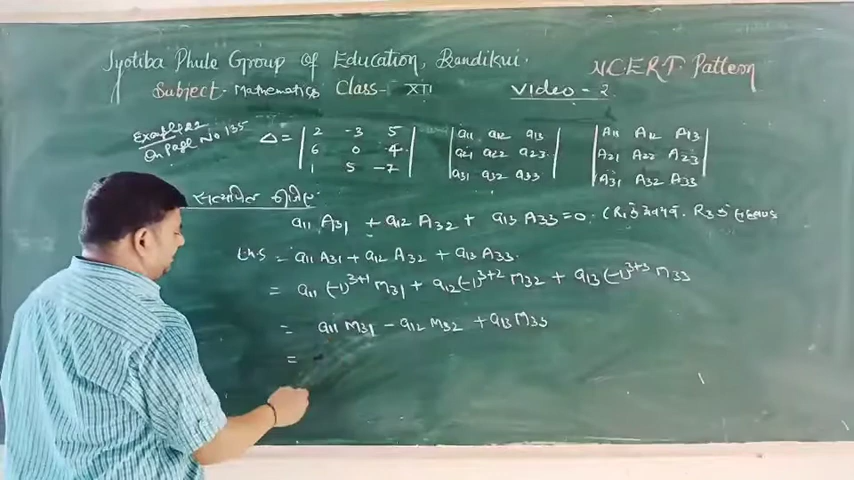 Jyotiba Phule Group of Education, Bandikui.
NCERT Pattern
Subject - Mathematics Class - XII
Video - 2
Example 22
On Page No 135
Δ = | 2 -3 5 | | a11 a12 a13 | | A11 A12 A13 |
| 6 0 4 | | a21 a22 a23 | | A21 A22 A23 |
| 1 5 -7 | | a31 a32 a33 | | A31 A32 A33 |
सत्यापित कीजिए
a11 A31 + a12 A32 + a13 A33 = 0
L.h.S = a11 A31 + a12 A32 + a13 A33.
= a11 (-1)^3+1 M31 + a12 (-1)^3+2 M32 + a13 (-1)^3+3 M33
= a11 M31 - a12 M32 + a13 M33
=